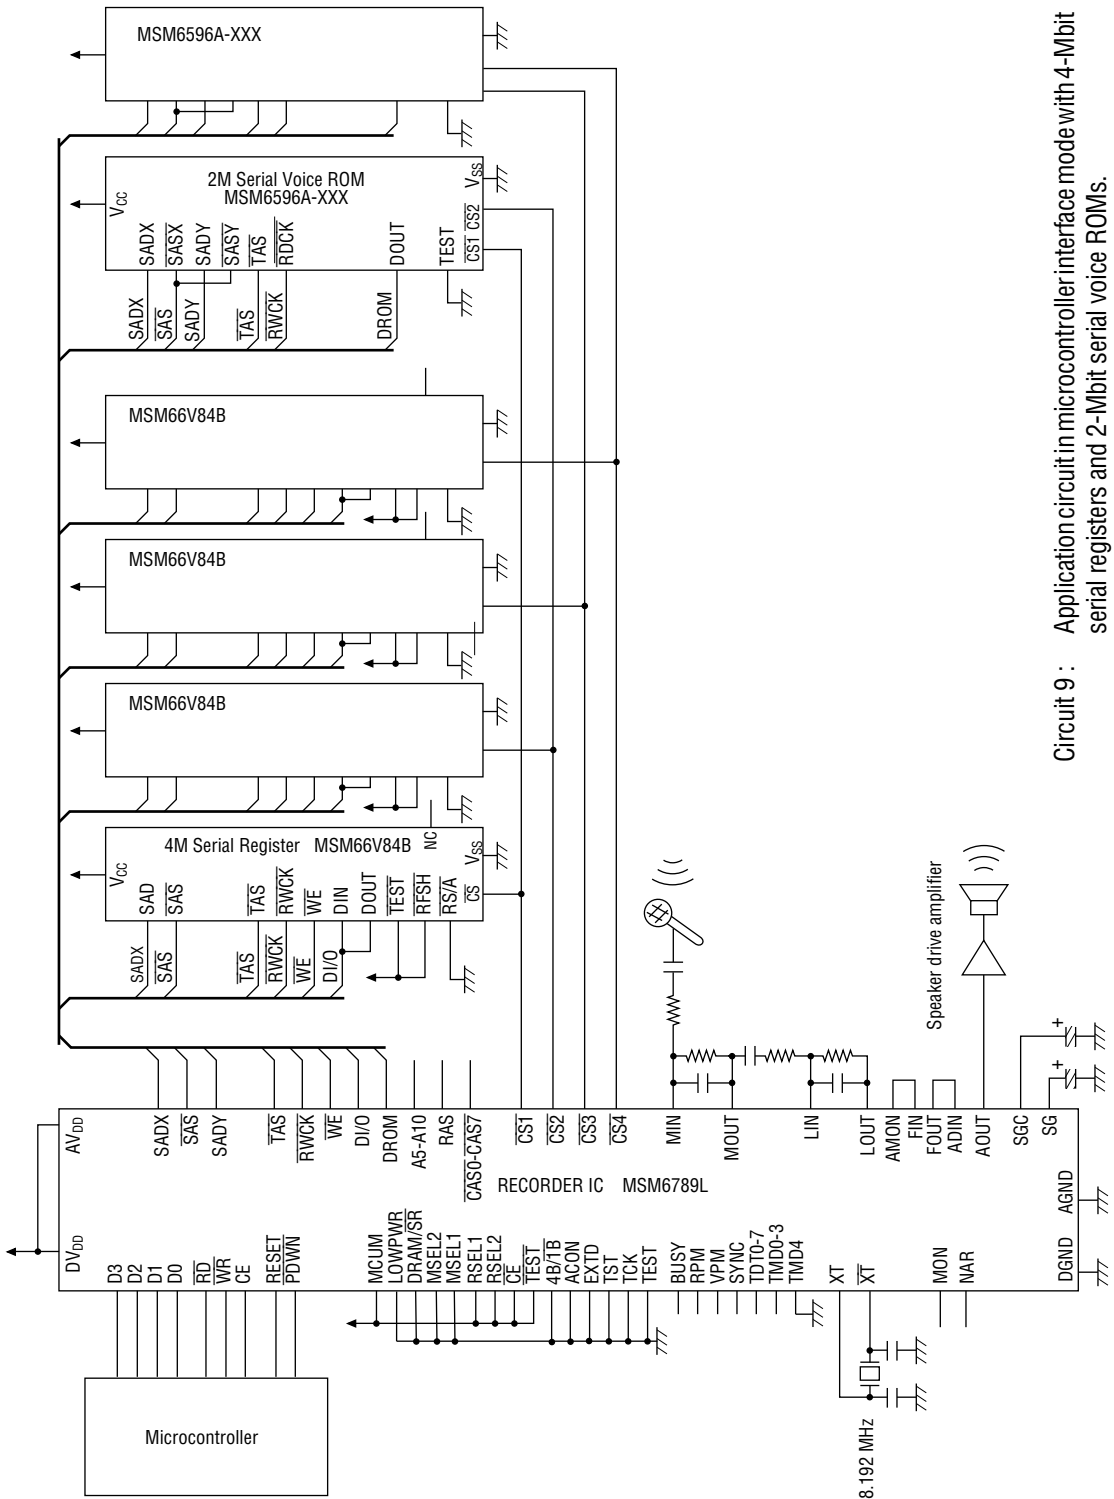 MSM6596A-XXX
2M Serial Voice ROM
MSM6596A-XXX
VCC
SADX
SASX
SADY
SASY
TAS
RDCK
DOUT
TEST
CS1
CS2
VSS
SADX
SAS
SADY
TAS
RWCK
DROM
MSM66V84B
MSM66V84B
MSM66V84B
4M Serial Register MSM66V84B
NC
VCC
SAD
SAS
TAS
RWCK
WE
DIN
DOUT
TEST
RFSH
RS/A
CS
VSS
SADX
SAS
TAS
RWCK
WE
DI/O
Speaker drive amplifier
+
+
AVDD
SADX
SAS
SADY
TAS
RWCK
WE
DI/O
DROM
A5-A10
RAS
CAS0-CAS7
CS1
CS2
CS3
CS4
MIN
MOUT
LIN
LOUT
AMON
FIN
FOUT
ADIN
AOUT
SGC
SG
RECORDER IC MSM6789L
DVDD
D3
D2
D1
D0
RD
WR
CE
RESET
PDWN
MCUM
LOWPWR
DRAM/SR
MSEL2
MSEL1
RSEL1
RSEL2
CE
TEST
4B/1B
ACON
EXTD
TST
TCK
TEST
BUSY
RPM
VPM
SYNC
TDT0-7
TMD0-3
TMD4
XT
XT
MON
NAR
DGND
AGND
Microcontroller
8.192 MHz
Circuit 9 : Application circuit in microcontroller interface mode with 4-Mbit
serial registers and 2-Mbit serial voice ROMs.